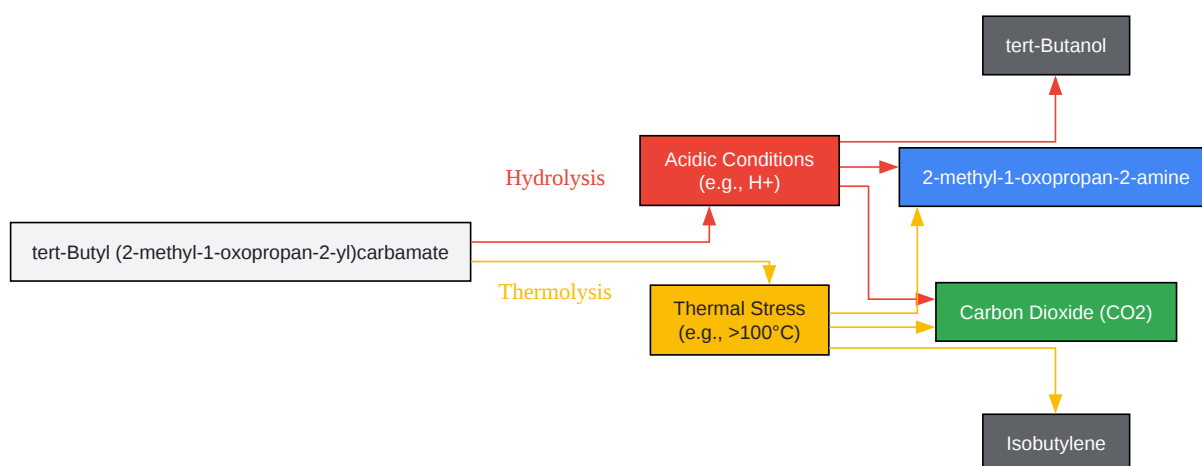 tert-Butanol
Acidic Conditions
(e.g., H+)
2-methyl-1-oxopropan-2-amine
Hydrolysis
tert-Butyl (2-methyl-1-oxopropan-2-yl)carbamate
Thermolysis
Thermal Stress
(e.g., >100°C)
Carbon Dioxide (CO2)
Isobutylene